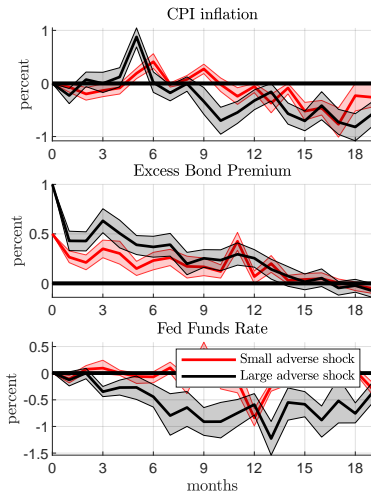 CPI inflation
percent
1
0
-1
0 3 6 9 12 15 18
Excess Bond Premium
percent
1
0.5
0
0 3 6 9 12 15 18
Fed Funds Rate
percent
0.5
0
-0.5
-1
-1.5
Small adverse shock
Large adverse shock
0 3 6 9 12 15 18
months